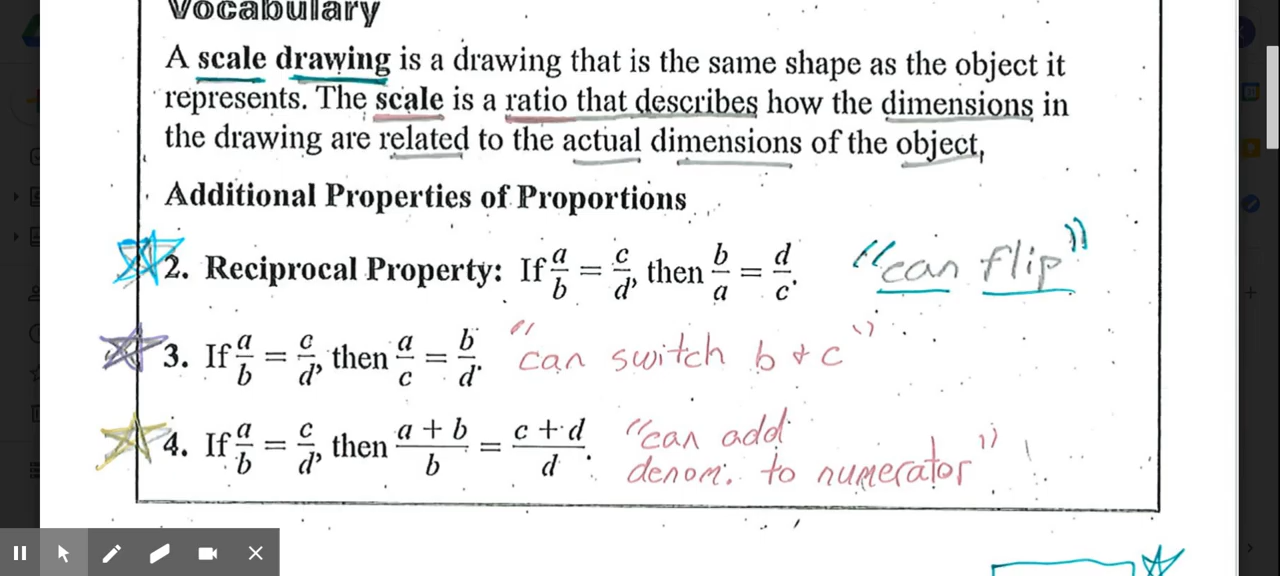 Vocabulary
A scale drawing is a drawing that is the same shape as the object it
represents. The scale is a ratio that describes how the dimensions in
the drawing are related to the actual dimensions of the object,
Additional Properties of Proportions
2. Reciprocal Property: If a/b = c/d, then b/a = d/c. "can flip"
3. If a/b = c/d, then a/c = b/d. "can switch b + c"
4. If a/b = c/d, then (a + b)/b = (c + d)/d. "can add
denom. to numerator"